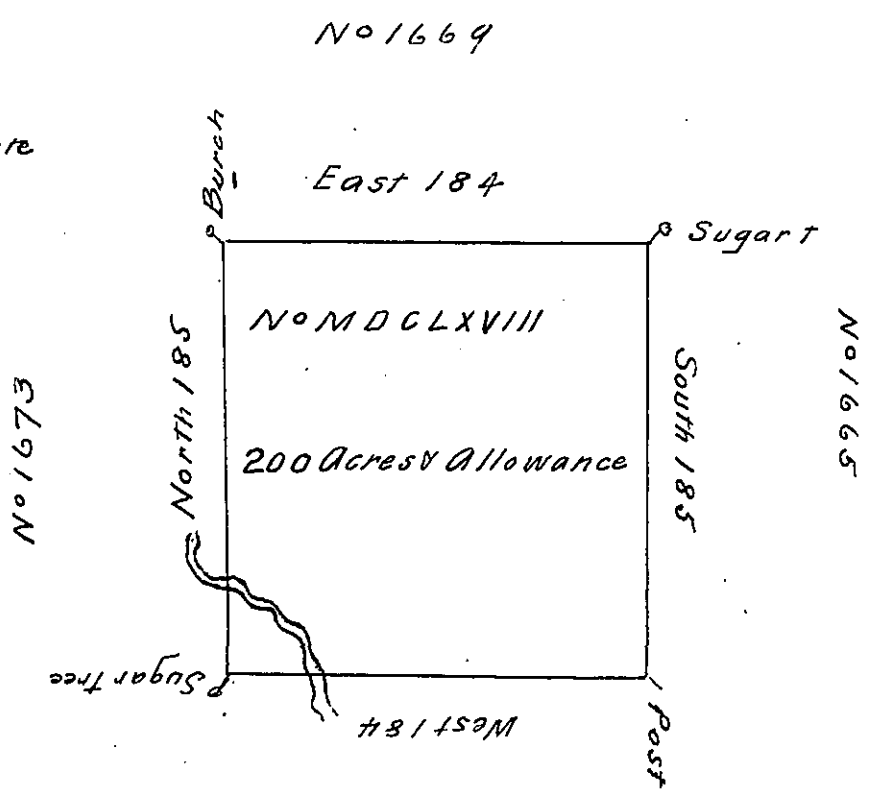 No 1669
Burch
East 184
Sugar T
No MDCLXVIII
North 185
South 185
No 1665
No 1673
200 Acres & Allowance
Sugar Tree
West 184
Post